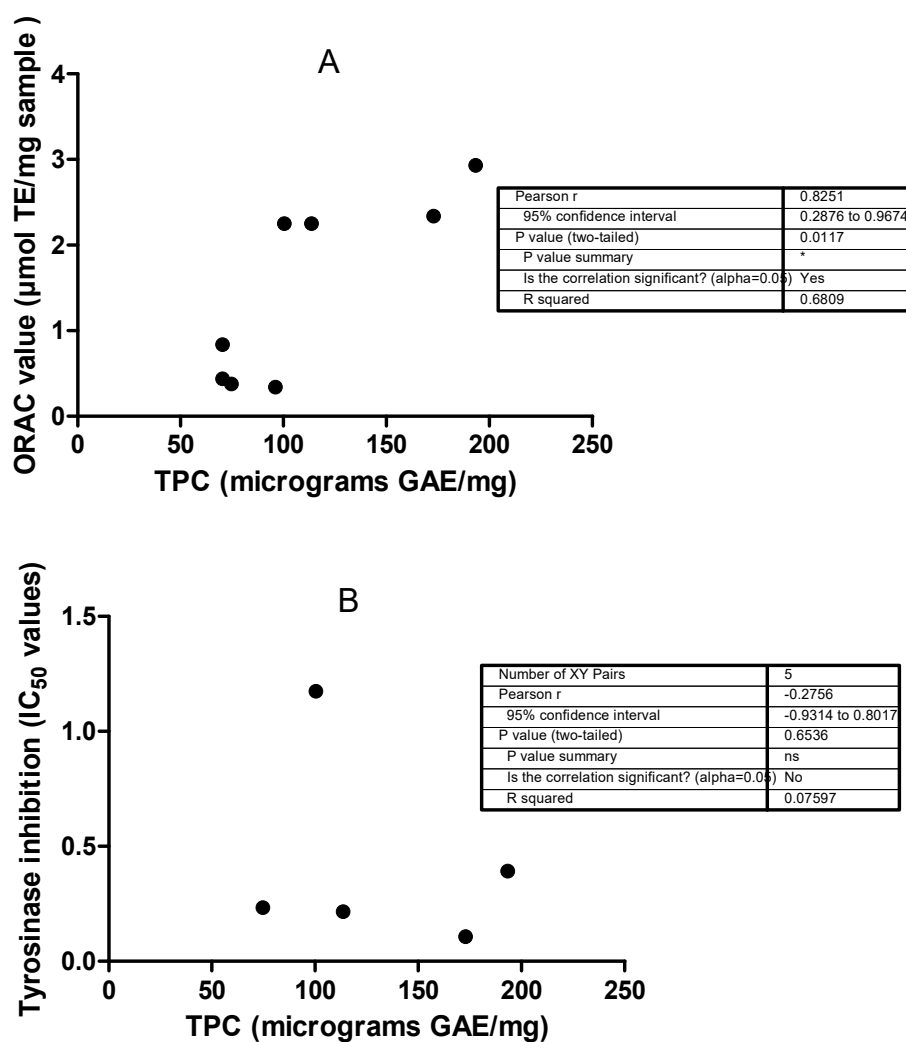 A
ORAC value (µmol TE/mg sample )
4
3
2
1
0
0 50 100 150 200 250
TPC (micrograms GAE/mg)
Pearson r 0.8251
95% confidence interval 0.2876 to 0.9674
P value (two-tailed) 0.0117
P value summary *
Is the correlation significant? (alpha=0.05) Yes
R squared 0.6809
B
Tyrosinase inhibition (IC50 values)
1.5
1.0
0.5
0.0
0 50 100 150 200 250
TPC (micrograms GAE/mg)
Number of XY Pairs 5
Pearson r -0.2756
95% confidence interval -0.9314 to 0.8017
P value (two-tailed) 0.6536
P value summary ns
Is the correlation significant? (alpha=0.05) No
R squared 0.07597